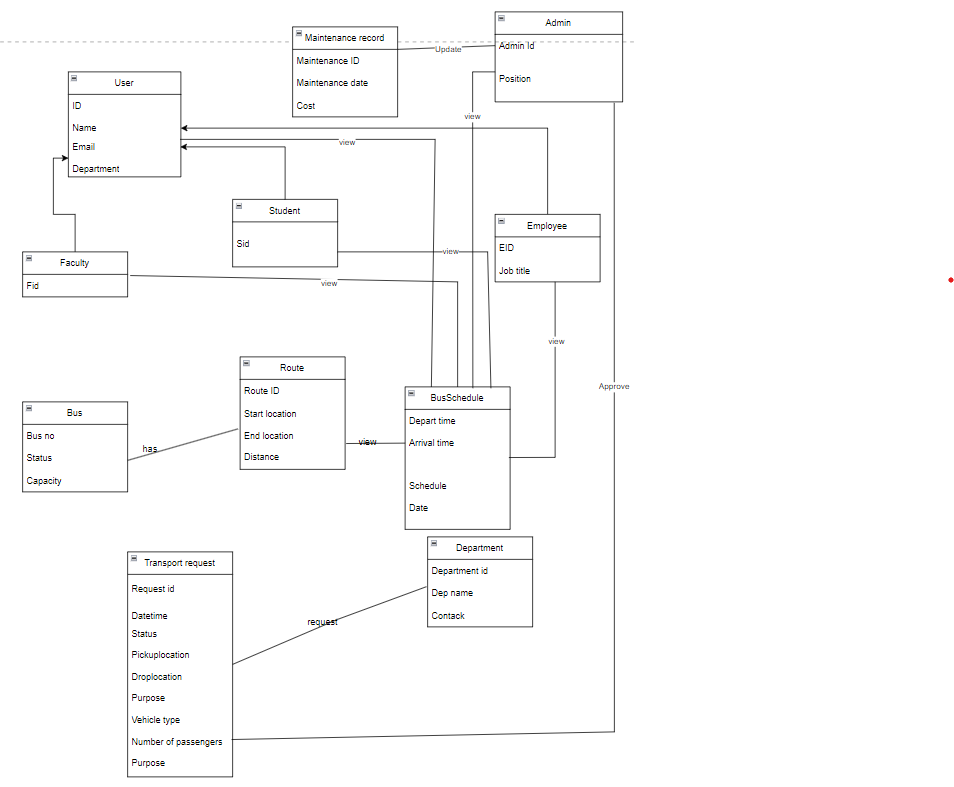 Admin
Admin Id
Position
Maintenance record
Maintenance ID
Maintenance date
Cost
Update
User
ID
Name
Email
Department
view
view
Student
Sid
Employee
EID
Job title
view
Faculty
Fid
view
view
Approve
Route
Route ID
Start location
End location
Distance
BusSchedule
Depart time
Arrival time
Schedule
Date
view
Bus
Bus no
Status
Capacity
has
Department
Department id
Dep name
Contack
Transport request
Request id
Datetime
Status
Pickuplocation
Droplocation
Purpose
Vehicle type
Number of passengers
Purpose
request